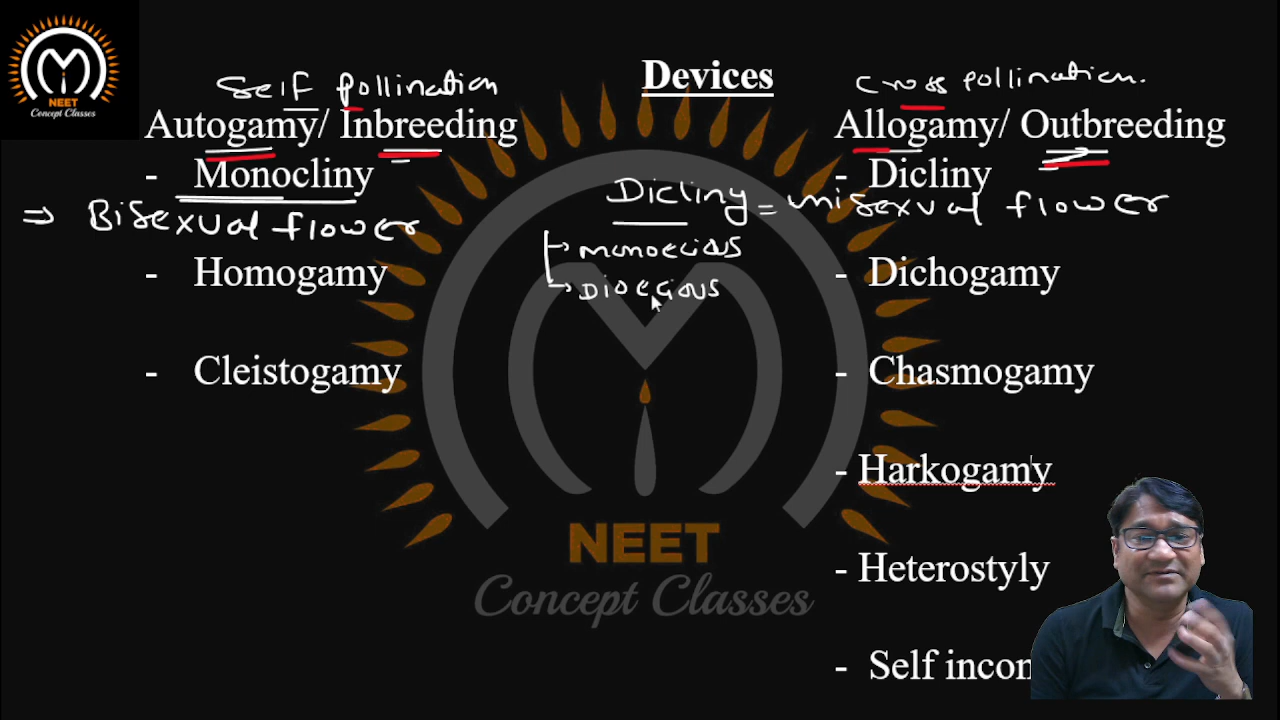 NEET
Concept Classes
Devices
Self pollination
Autogamy/ Inbreeding
- Monocliny
⇒ Bisexual flower
- Homogamy
- Cleistogamy
Dicliny = unisexual flower
→ monoecious
→ Dioecious
Cross pollination.
Allogamy/ Outbreeding
- Dicliny
- Dichogamy
- Chasmogamy
- Harkogamy
- Heterostyly
- Self incon
NEET
Concept Classes